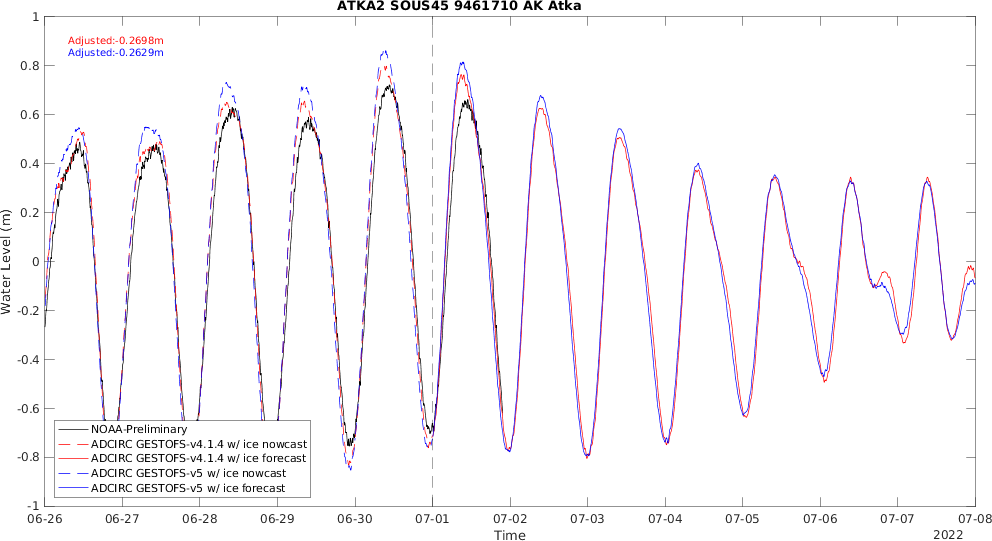 ATKA2 SOUS45 9461710 AK Atka
Adjusted:-0.2698m
Adjusted:-0.2629m
1
0.8
0.6
0.4
0.2
0
-0.2
-0.4
-0.6
-0.8
-1
Water Level (m)
NOAA-Preliminary
ADCIRC GESTOFS-v4.1.4 w/ ice nowcast
ADCIRC GESTOFS-v4.1.4 w/ ice forecast
ADCIRC GESTOFS-v5 w/ ice nowcast
ADCIRC GESTOFS-v5 w/ ice forecast
06-26 06-27 06-28 06-29 06-30 07-01 07-02 07-03 07-04 07-05 07-06 07-07 07-08
Time
2022